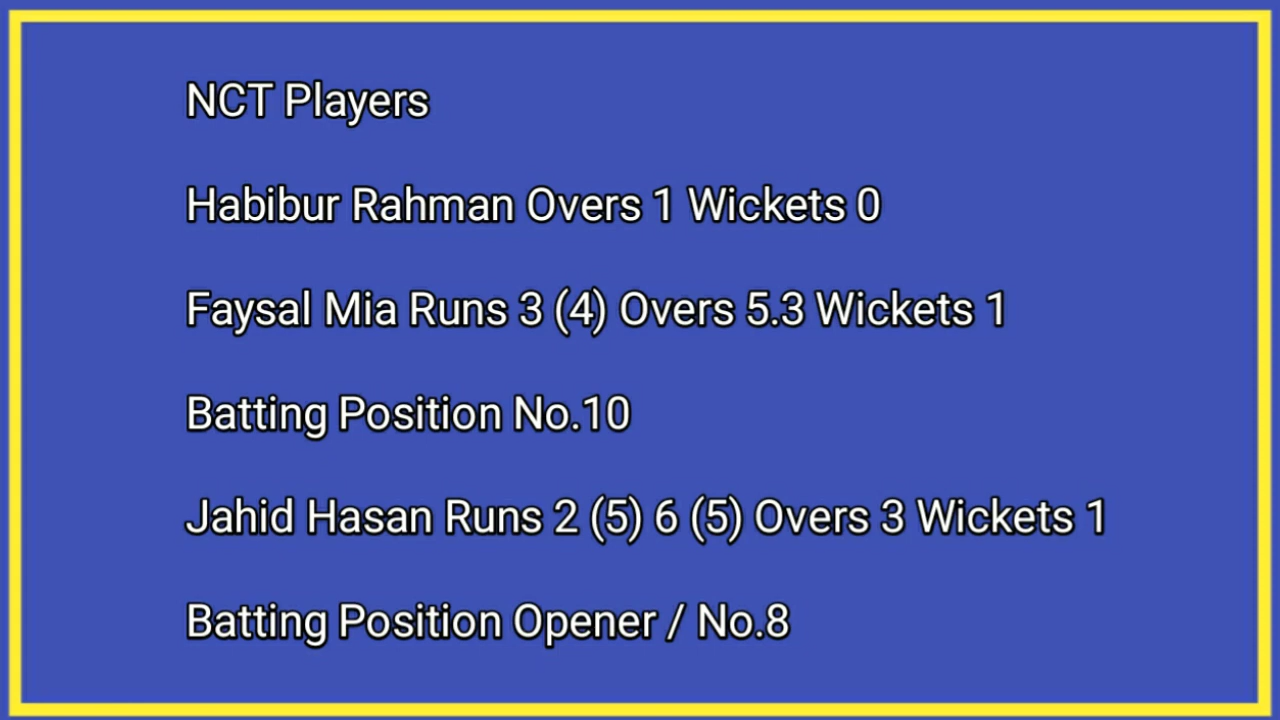 NCT Players
Habibur Rahman Overs 1 Wickets 0
Faysal Mia Runs 3 (4) Overs 5.3 Wickets 1
Batting Position No.10
Jahid Hasan Runs 2 (5) 6 (5) Overs 3 Wickets 1
Batting Position Opener / No.8